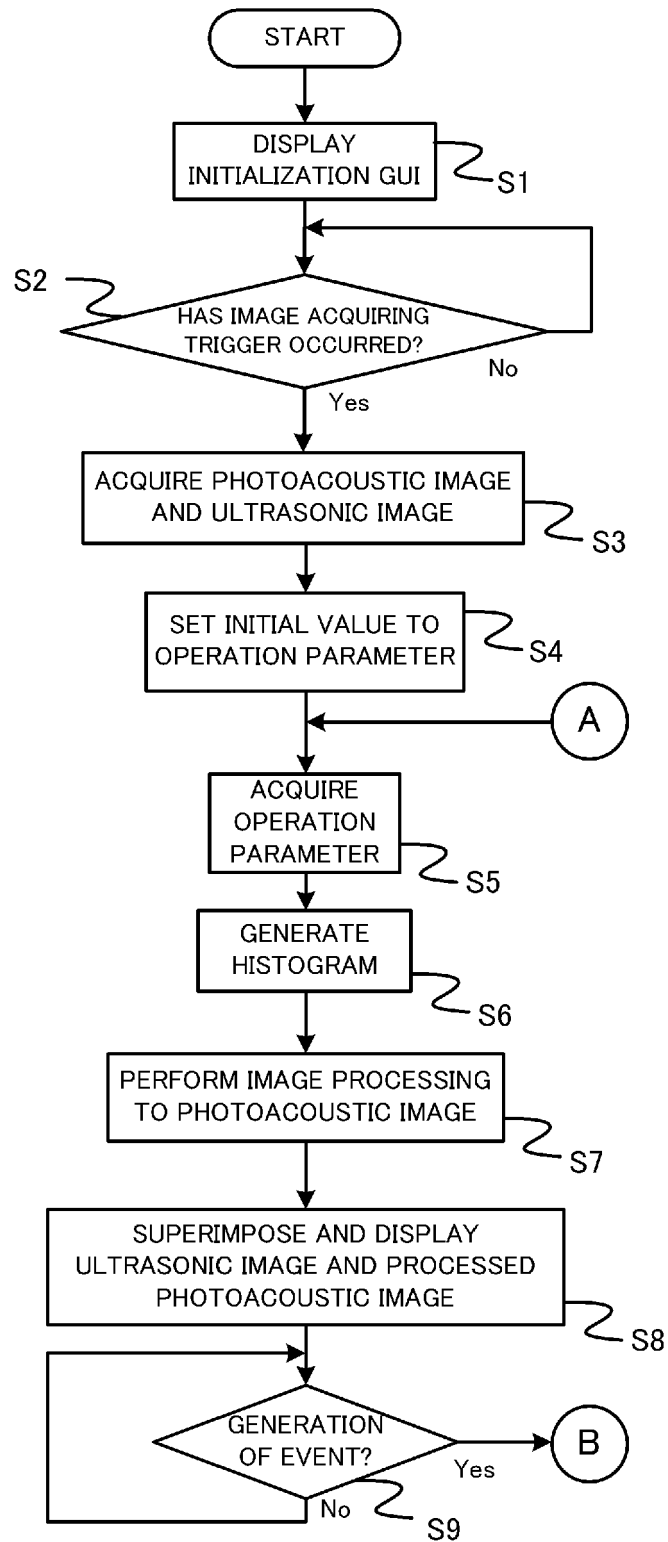 START
DISPLAY
INITIALIZATION GUI
S1
S2
HAS IMAGE ACQUIRING
TRIGGER OCCURRED?
No
Yes
ACQUIRE PHOTOACOUSTIC IMAGE
AND ULTRASONIC IMAGE
S3
SET INITIAL VALUE TO
OPERATION PARAMETER
S4
A
ACQUIRE
OPERATION
PARAMETER
S5
GENERATE
HISTOGRAM
S6
PERFORM IMAGE PROCESSING
TO PHOTOACOUSTIC IMAGE
S7
SUPERIMPOSE AND DISPLAY
ULTRASONIC IMAGE AND PROCESSED
PHOTOACOUSTIC IMAGE
S8
GENERATION
OF EVENT?
B
Yes
No
S9